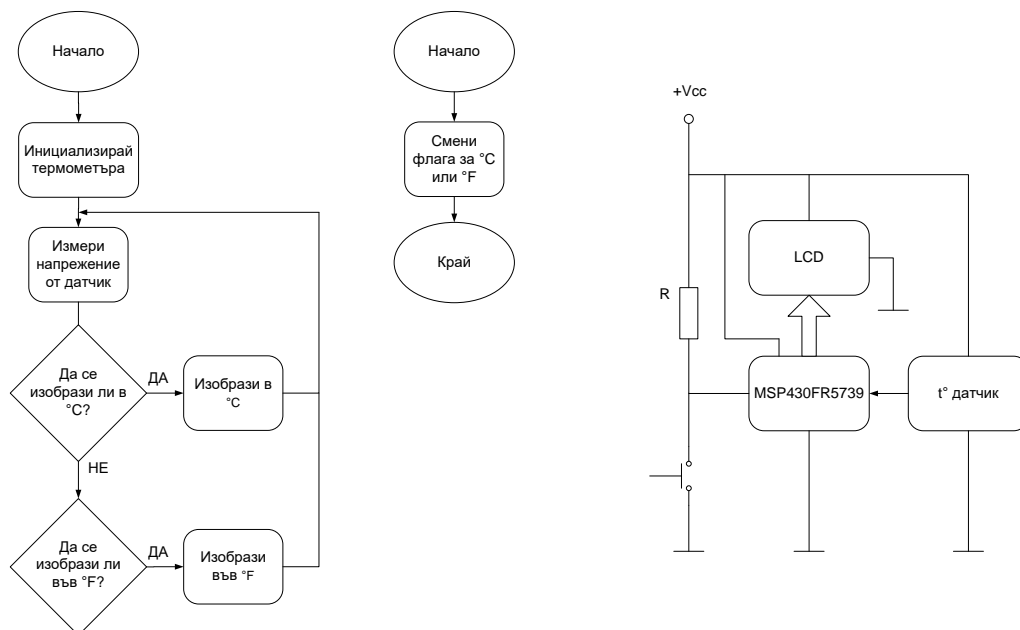 Начало
Инициализирай
термометъра
Измери
напрежение
от датчик
Да се
изобрази ли в
°C?
ДА
Изобрази в
°C
НЕ
Да се
изобрази ли
във °F?
ДА
Изобрази
във °F
Начало
Смени
флага за °C
или °F
Край
+Vcc
LCD
R
MSP430FR5739
t° датчик